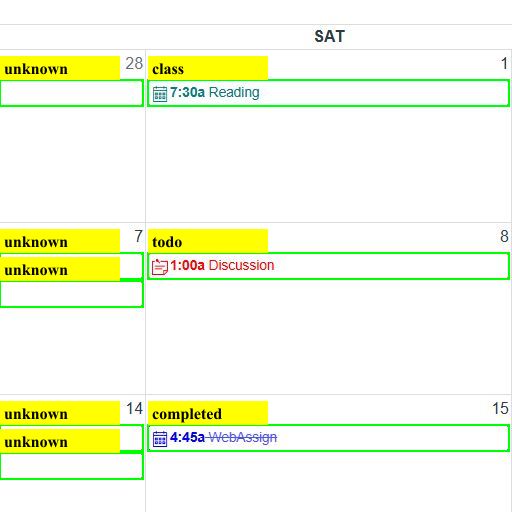 SAT
unknown 28 class 1
7:30a Reading
unknown 7 todo 8
unknown 1:00a Discussion
unknown 14 completed 15
unknown 4:45a WebAssign